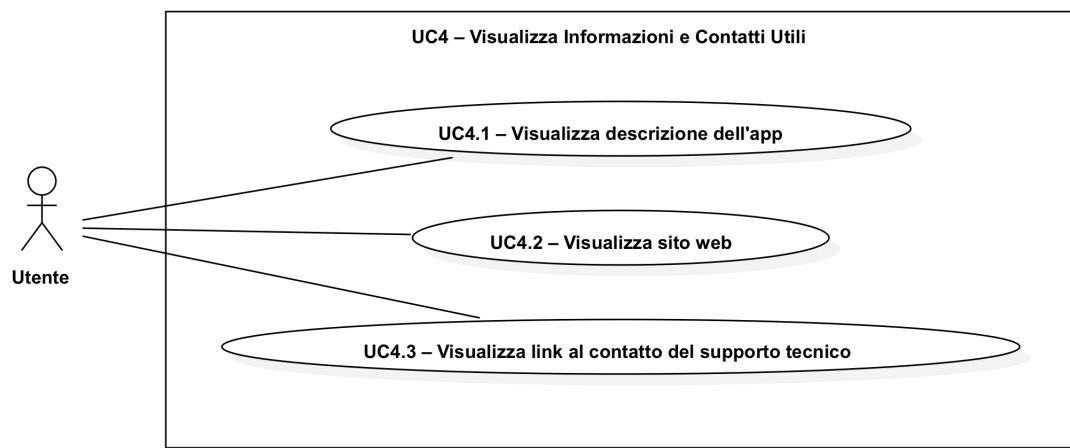 UC4 – Visualizza Informazioni e Contatti Utili
UC4.1 – Visualizza descrizione dell'app
UC4.2 – Visualizza sito web
Utente
UC4.3 – Visualizza link al contatto del supporto tecnico